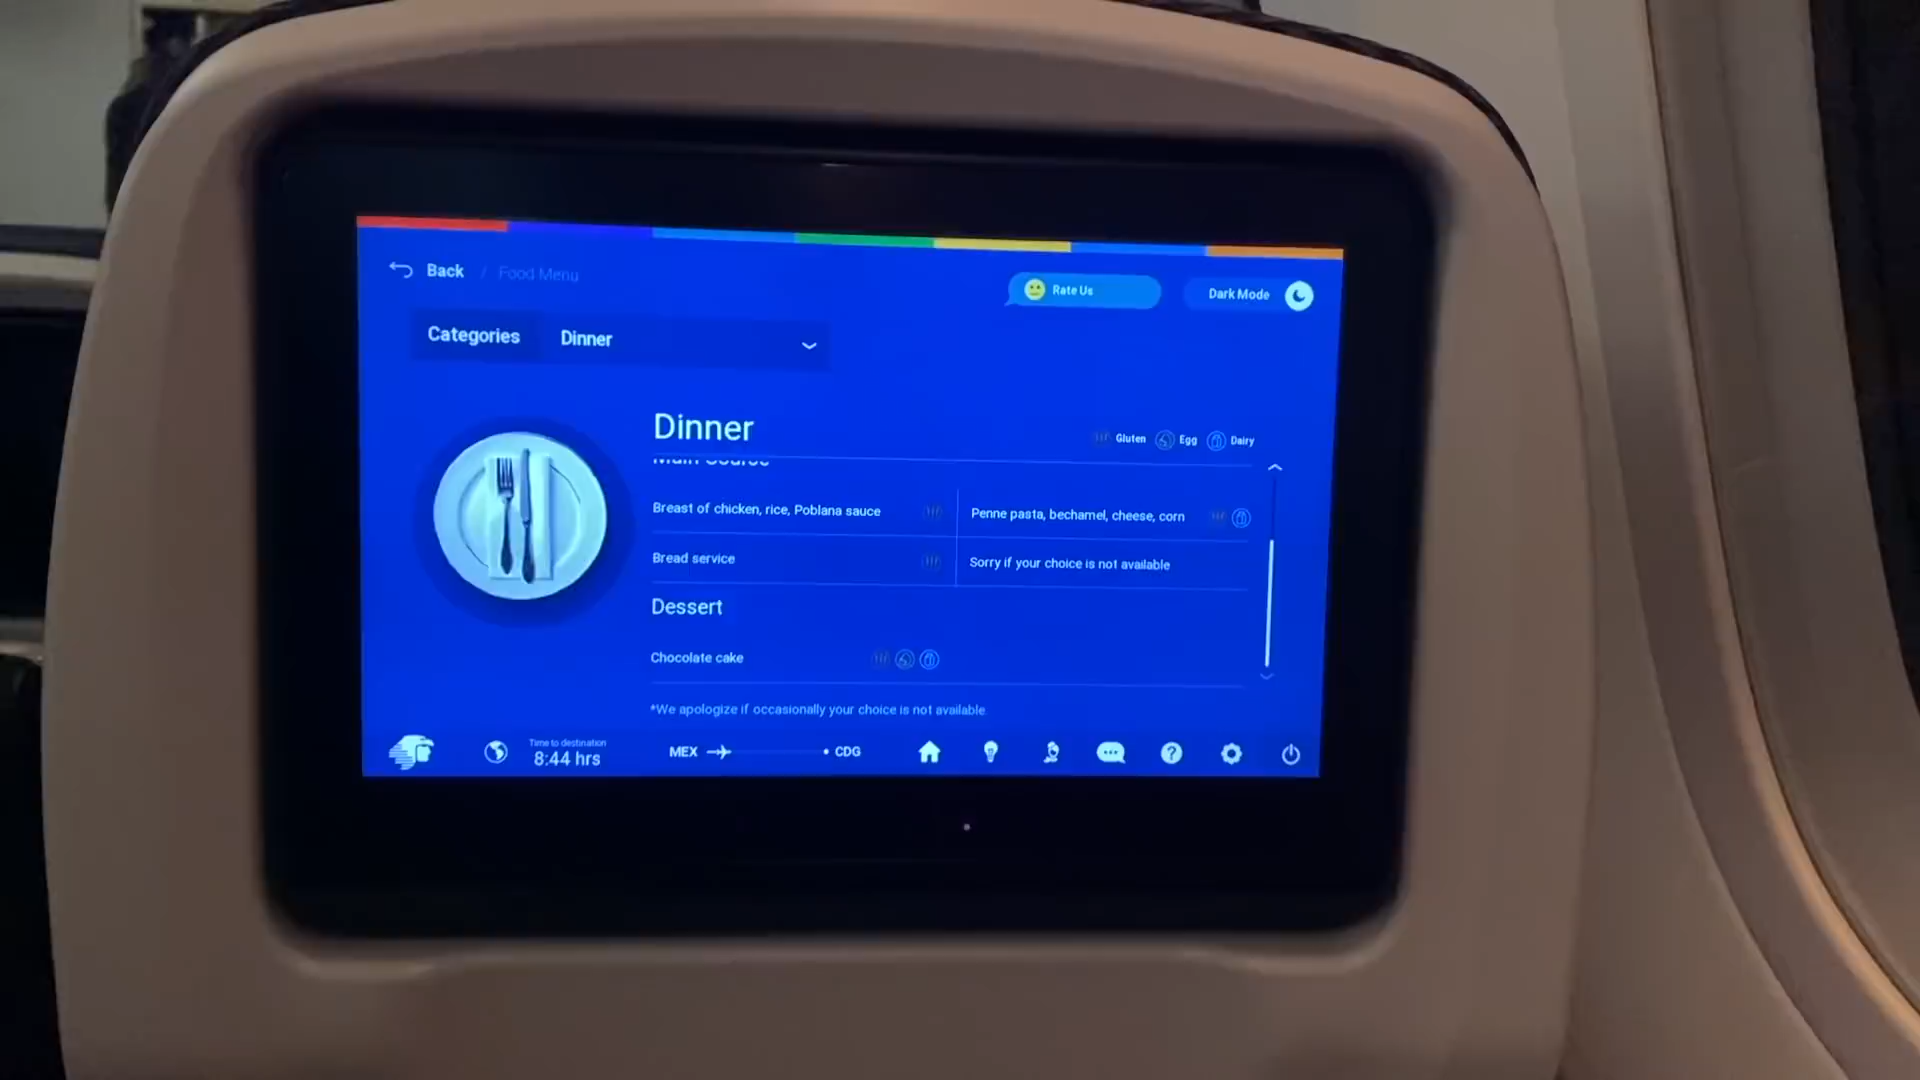 Back / Food Menu
Rate Us
Dark Mode
Categories Dinner
Dinner
Gluten Egg Dairy
Main Course
Breast of chicken, rice, Poblana sauce
Penne pasta, bechamel, cheese, corn
Bread service
Sorry if your choice is not available
Dessert
Chocolate cake
*We apologize if occasionally your choice is not available.
Time to destination
8:44 hrs
MEX CDG